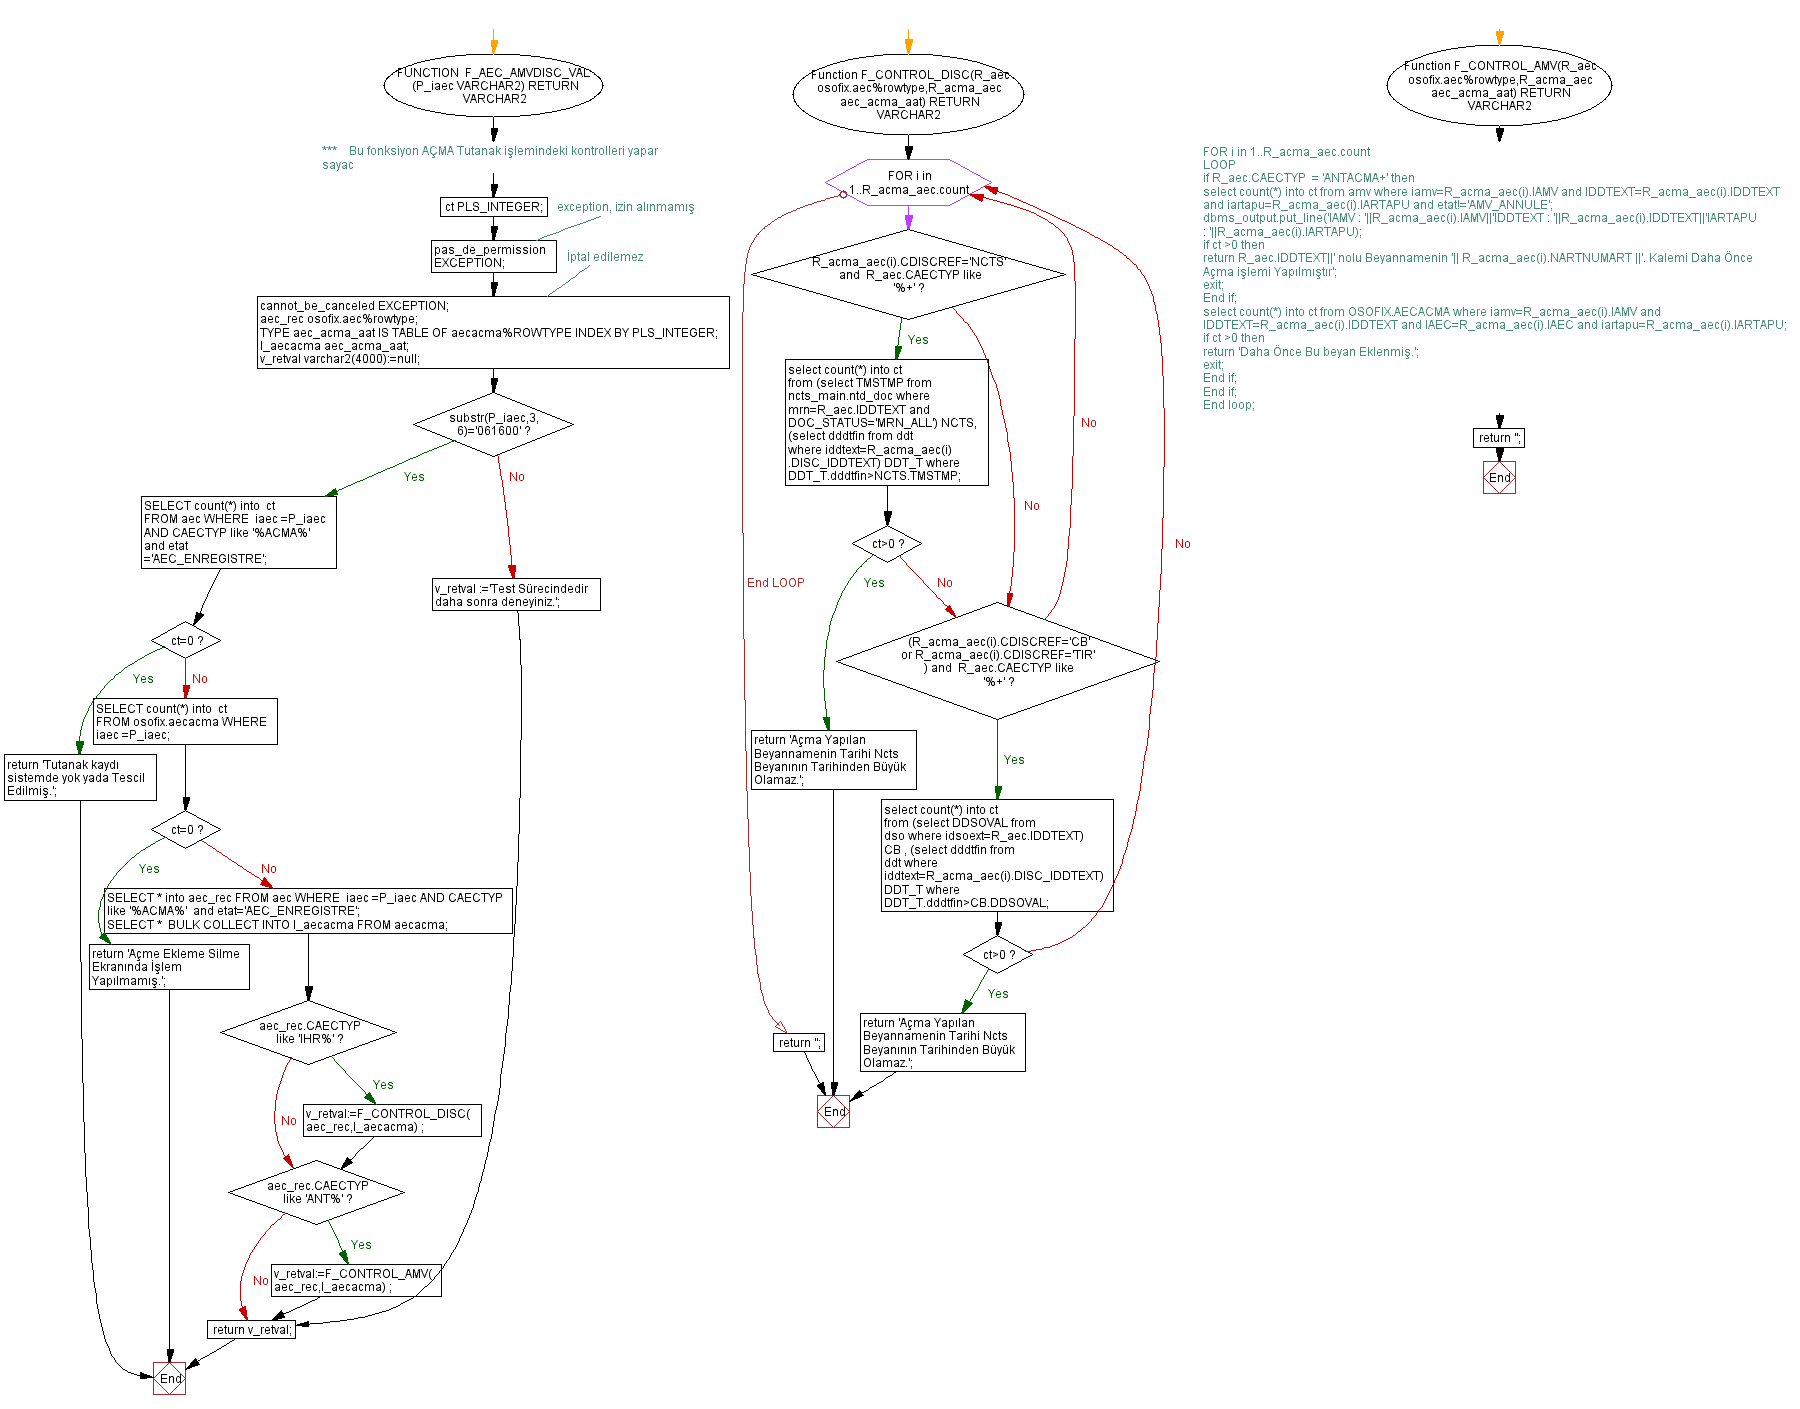 FUNCTION  F_AEC_AMVDISC_VAL
(P_iaec VARCHAR2) RETURN
VARCHAR2
***    Bu fonksiyon AÇMA Tutanak işlemindeki kontrolleri yapar
sayac
ct PLS_INTEGER;
exception, izin alınmamış
pas_de_permission
EXCEPTION;
İptal edilemez
cannot_be_canceled EXCEPTION;
aec_rec osofix.aec%rowtype;
TYPE aec_acma_aat IS TABLE OF aecacma%ROWTYPE INDEX BY PLS_INTEGER;
l_aecacma aec_acma_aat;
v_retval varchar2(4000):=null;
substr(P_iaec,3,
6)='061600' ?
Yes
No
SELECT count(*) into  ct
FROM aec WHERE  iaec =P_iaec
AND CAECTYP like '%ACMA%'
and etat
='AEC_ENREGISTRE';
v_retval :='Test Sürecindedir
daha sonra deneyiniz.';
ct=0 ?
Yes
No
SELECT count(*) into  ct
FROM osofix.aecacma WHERE
iaec =P_iaec;
return 'Tutanak kaydı
sistemde yok yada Tescil
Edilmiş.';
ct=0 ?
Yes
No
SELECT * into aec_rec FROM aec WHERE  iaec =P_iaec AND CAECTYP
like '%ACMA%'  and etat='AEC_ENREGISTRE';
SELECT *  BULK COLLECT INTO l_aecacma FROM aecacma;
return 'Açme Ekleme Silme
Ekranında İşlem
Yapılmamış.';
aec_rec.CAECTYP
like 'IHR%' ?
Yes
No
v_retval:=F_CONTROL_DISC(
aec_rec,l_aecacma) ;
aec_rec.CAECTYP
like 'ANT%' ?
Yes
No
v_retval:=F_CONTROL_AMV(
aec_rec,l_aecacma) ;
return v_retval;
End
Function F_CONTROL_DISC(R_aec
osofix.aec%rowtype,R_acma_aec
aec_acma_aat) RETURN
VARCHAR2
FOR i in
1..R_acma_aec.count
R_acma_aec(i).CDISCREF='NCTS'
and  R_aec.CAECTYP like
'%+' ?
Yes
No
select count(*) into ct
from (select TMSTMP from
ncts_main.ntd_doc where
mrn=R_aec.IDDTEXT and
DOC_STATUS='MRN_ALL') NCTS,
(select dddtfin from ddt
where iddtext=R_acma_aec(i)
.DISC_IDDTEXT) DDT_T where
DDT_T.dddtfin>NCTS.TMSTMP;
No
No
ct>0 ?
Yes
No
End LOOP
(R_acma_aec(i).CDISCREF='CB'
or R_acma_aec(i).CDISCREF='TIR'
) and  R_aec.CAECTYP like
'%+' ?
Yes
return 'Açma Yapılan
Beyannamenin Tarihi Ncts
Beyanının Tarihinden Büyük
Olamaz.';
select count(*) into ct
from (select DDSOVAL from
dso where idsoext=R_aec.IDDTEXT)
CB , (select dddtfin from
ddt where
iddtext=R_acma_aec(i).DISC_IDDTEXT)
DDT_T where
DDT_T.dddtfin>CB.DDSOVAL;
ct>0 ?
Yes
return 'Açma Yapılan
Beyannamenin Tarihi Ncts
Beyanının Tarihinden Büyük
Olamaz.';
return '';
End
Function F_CONTROL_AMV(R_aec
osofix.aec%rowtype,R_acma_aec
aec_acma_aat) RETURN
VARCHAR2
FOR i in 1..R_acma_aec.count
LOOP
if R_aec.CAECTYP  = 'ANTACMA+' then
select count(*) into ct from amv where iamv=R_acma_aec(i).IAMV and IDDTEXT=R_acma_aec(i).IDDTEXT
and iartapu=R_acma_aec(i).IARTAPU and etat!='AMV_ANNULE';
dbms_output.put_line('IAMV : '||R_acma_aec(i).IAMV||'IDDTEXT : '||R_acma_aec(i).IDDTEXT||'IARTAPU
: '||R_acma_aec(i).IARTAPU);
if ct >0 then
return R_aec.IDDTEXT||' nolu Beyannamenin '|| R_acma_aec(i).NARTNUMART ||'. Kalemi Daha Önce
Açma işlemi Yapılmıştır';
exit;
End if;
select count(*) into ct from OSOFIX.AECACMA where iamv=R_acma_aec(i).IAMV and
IDDTEXT=R_acma_aec(i).IDDTEXT and IAEC=R_acma_aec(i).IAEC and iartapu=R_acma_aec(i).IARTAPU;
if ct >0 then
return 'Daha Önce Bu beyan Eklenmiş.';
exit;
End if;
End if;
End loop;
return '';
End